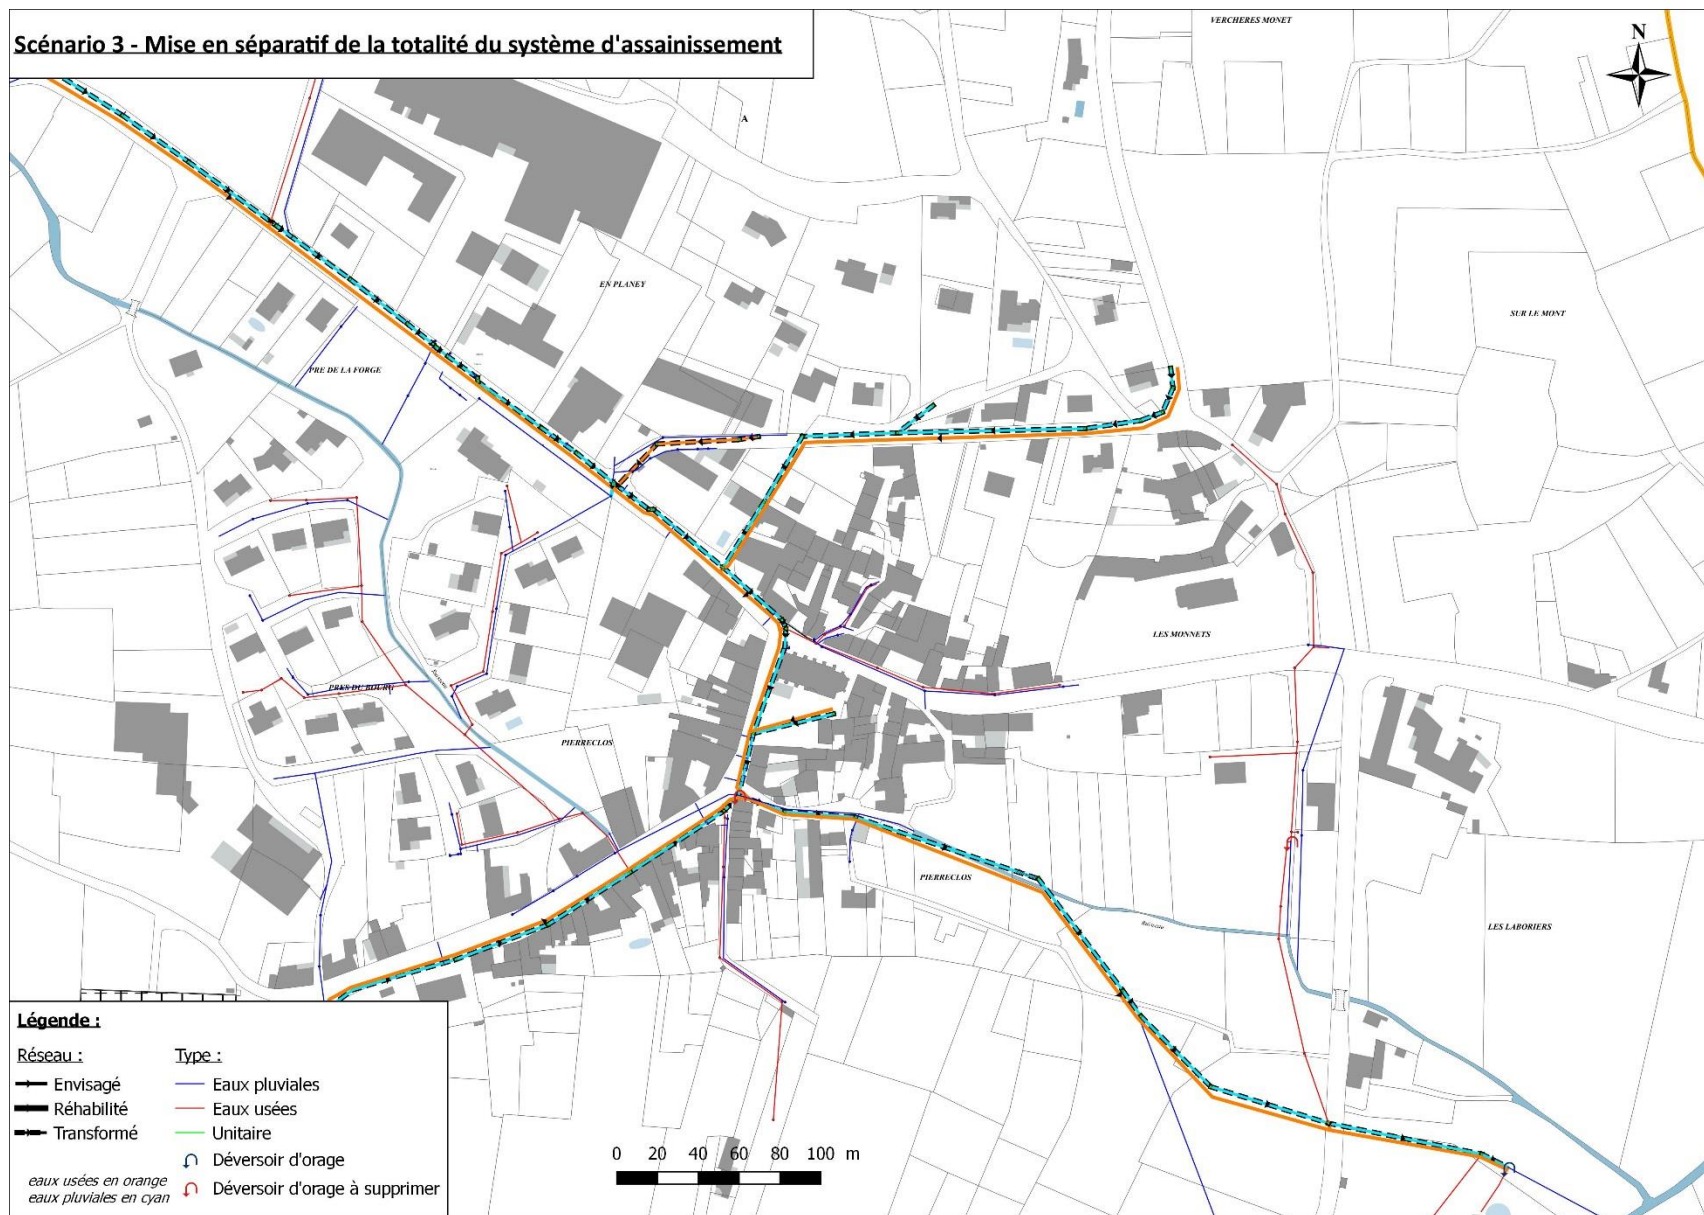 Scénario 3 - Mise en séparatif de la totalité du système d'assainissement
VERCHERES MONET
N
A
EN PLANEY
SUR LE MONT
PRE DE LA FORGE
LES MONNETS
PRES DU BOURG
PIERRECLOS
PIERRECLOS
LES LABORIERS
Légende :
Réseau :
Type :
Envisagé
Eaux pluviales
Réhabilité
Eaux usées
Transformé
Unitaire
Déversoir d'orage
eaux usées en orange
Déversoir d'orage à supprimer
eaux pluviales en cyan
0 20 40 60 80 100 m